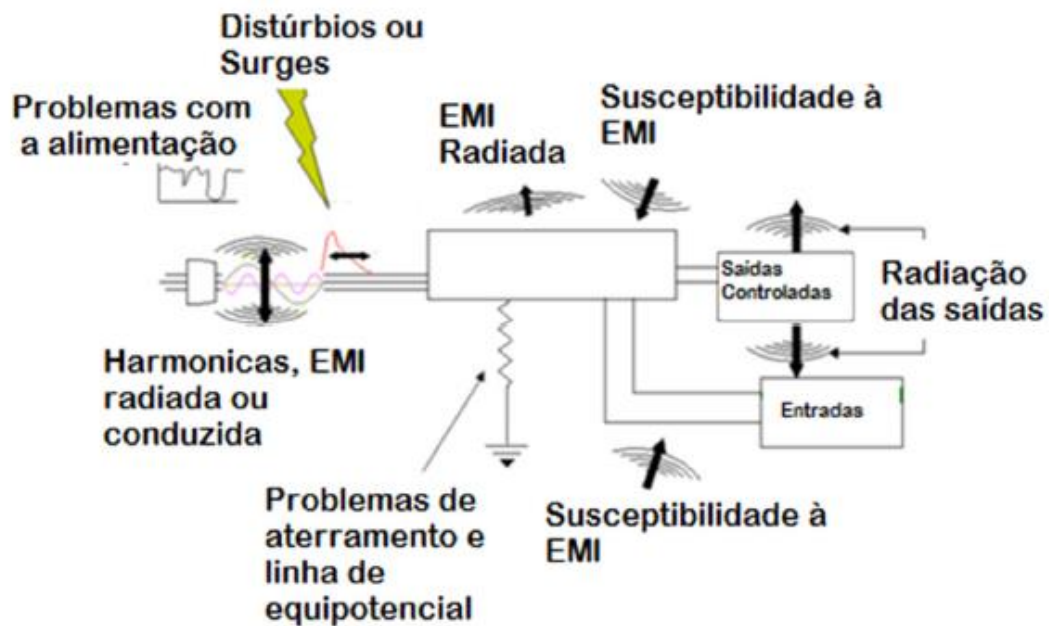 Distúrbios ou
Surges
Problemas com
a alimentação
EMI
Radiada
Susceptibilidade à
EMI
Saídas
Controladas
Radiação
das saídas
Harmonicas, EMI
radiada ou
conduzida
Entradas
Problemas de
aterramento e
linha de
equipotencial
Susceptibilidade à
EMI